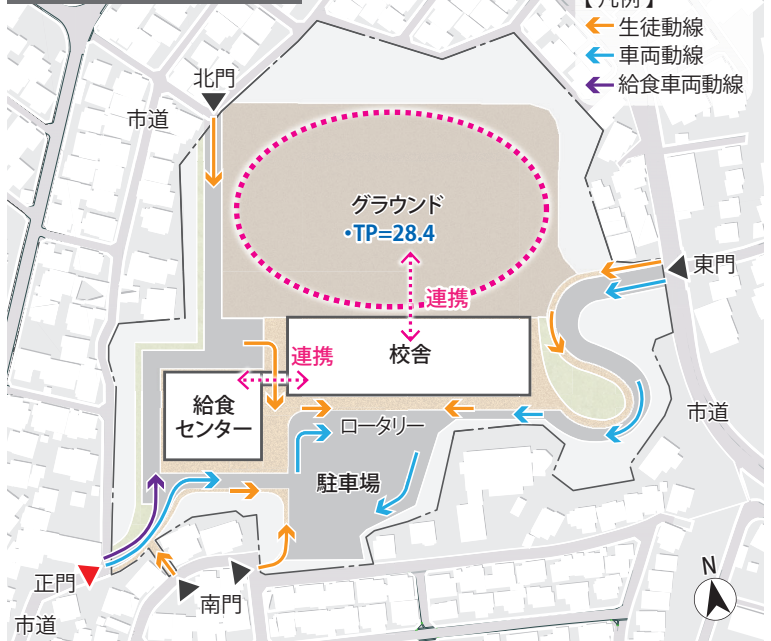 【凡例】
生徒動線
車両動線
給食車両動線
北門
市道
グラウンド
・TP=28.4
東門
連携
連携
校舎
給食
センター
市道
ロータリー
駐車場
正門
南門
市道
N